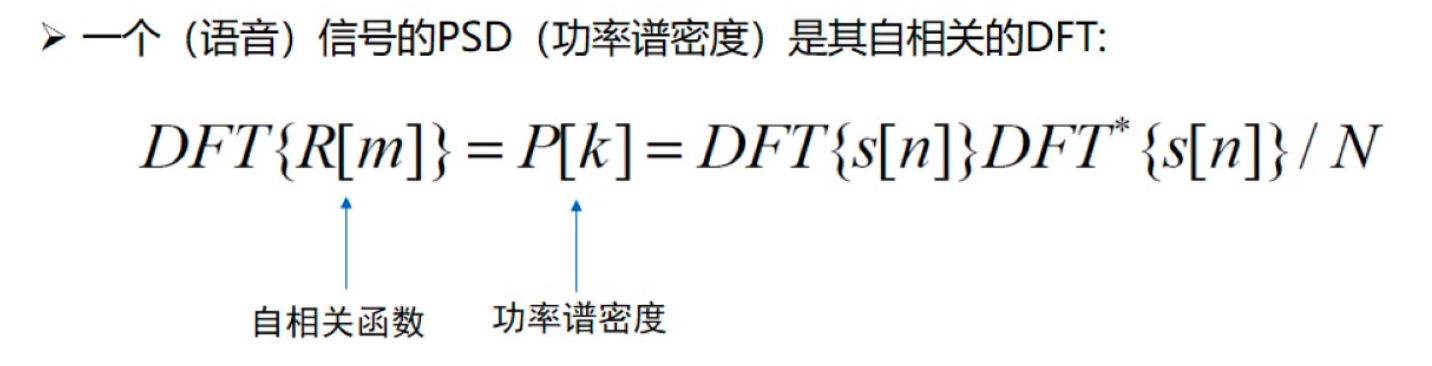 ➢ 一个（语音）信号的PSD（功率谱密度）是其自相关的DFT:
DFT{R[m]} = P[k] = DFT{s[n]}DFT*{s[n]}/ N
自相关函数 功率谱密度